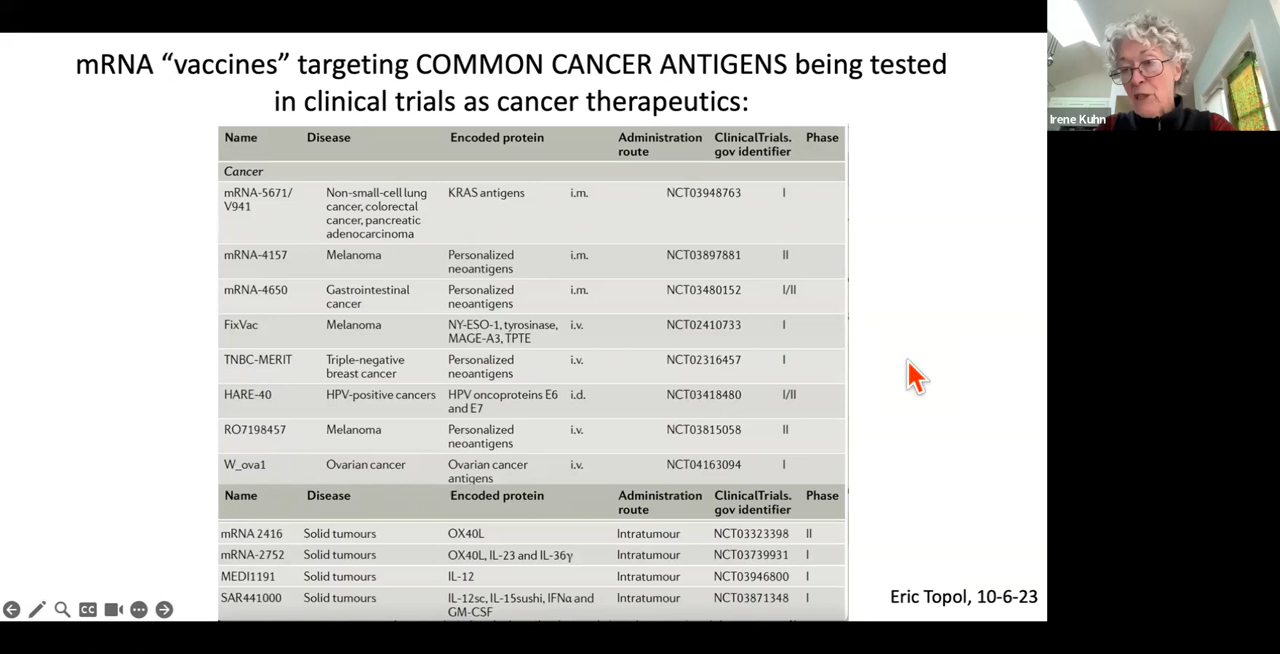 mRNA “vaccines” targeting COMMON CANCER ANTIGENS being tested
in clinical trials as cancer therapeutics:
Irene Kuhn
Name Disease Encoded protein Administration route ClinicalTrials.gov identifier Phase
Cancer
mRNA-5671/V941 Non-small-cell lung cancer, colorectal cancer, pancreatic adenocarcinoma KRAS antigens i.m. NCT03948763 I
mRNA-4157 Melanoma Personalized neoantigens i.m. NCT03897881 II
mRNA-4650 Gastrointestinal cancer Personalized neoantigens i.m. NCT03480152 I/II
FixVac Melanoma NY-ESO-1, tyrosinase, MAGE-A3, TPTE i.v. NCT02410733 I
TNBC-MERIT Triple-negative breast cancer Personalized neoantigens i.v. NCT02316457 I
HARE-40 HPV-positive cancers HPV oncoproteins E6 and E7 i.d. NCT03418480 I/II
RO7198457 Melanoma Personalized neoantigens i.v. NCT03815058 II
W_ova1 Ovarian cancer Ovarian cancer antigens i.v. NCT04163094 I
Name Disease Encoded protein Administration route ClinicalTrials.gov identifier Phase
mRNA 2416 Solid tumours OX40L Intratumour NCT03323398 II
mRNA-2752 Solid tumours OX40L, IL-23 and IL-36γ Intratumour NCT03739931 I
MEDI1191 Solid tumours IL-12 Intratumour NCT03946800 I
SAR441000 Solid tumours IL-12sc, IL-15sushi, IFNα and GM-CSF Intratumour NCT03871348 I
Eric Topol, 10-6-23
CC